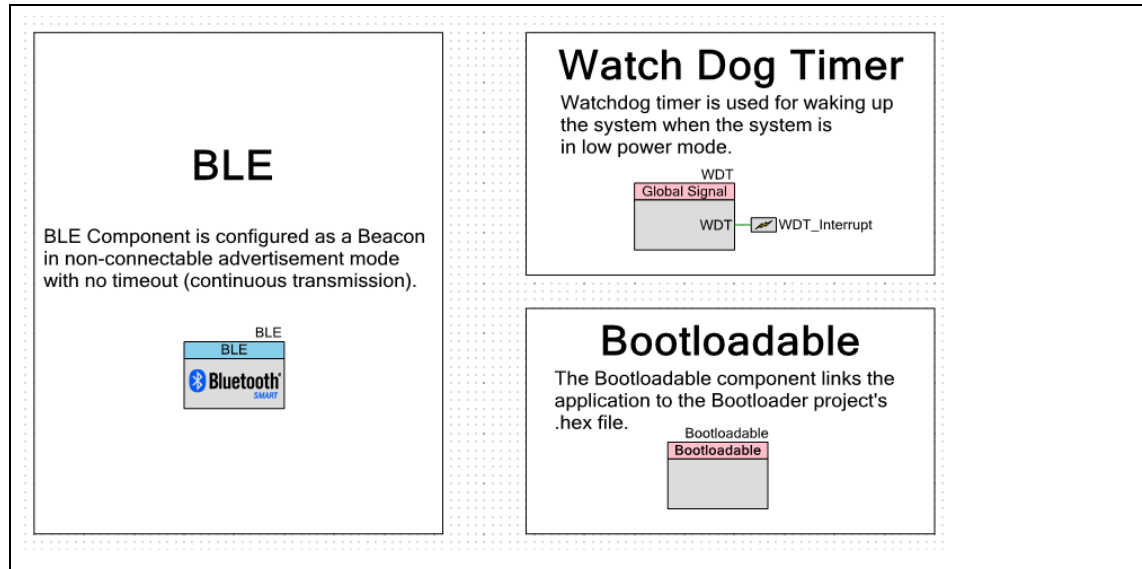 BLE
BLE Component is configured as a Beacon
in non-connectable advertisement mode
with no timeout (continuous transmission).
BLE
BLE
Bluetooth®
SMART
Watch Dog Timer
Watchdog timer is used for waking up
the system when the system is
in low power mode.
WDT
Global Signal
WDT
WDT_Interrupt
Bootloadable
The Bootloadable component links the
application to the Bootloader project's
.hex file.
Bootloadable
Bootloadable